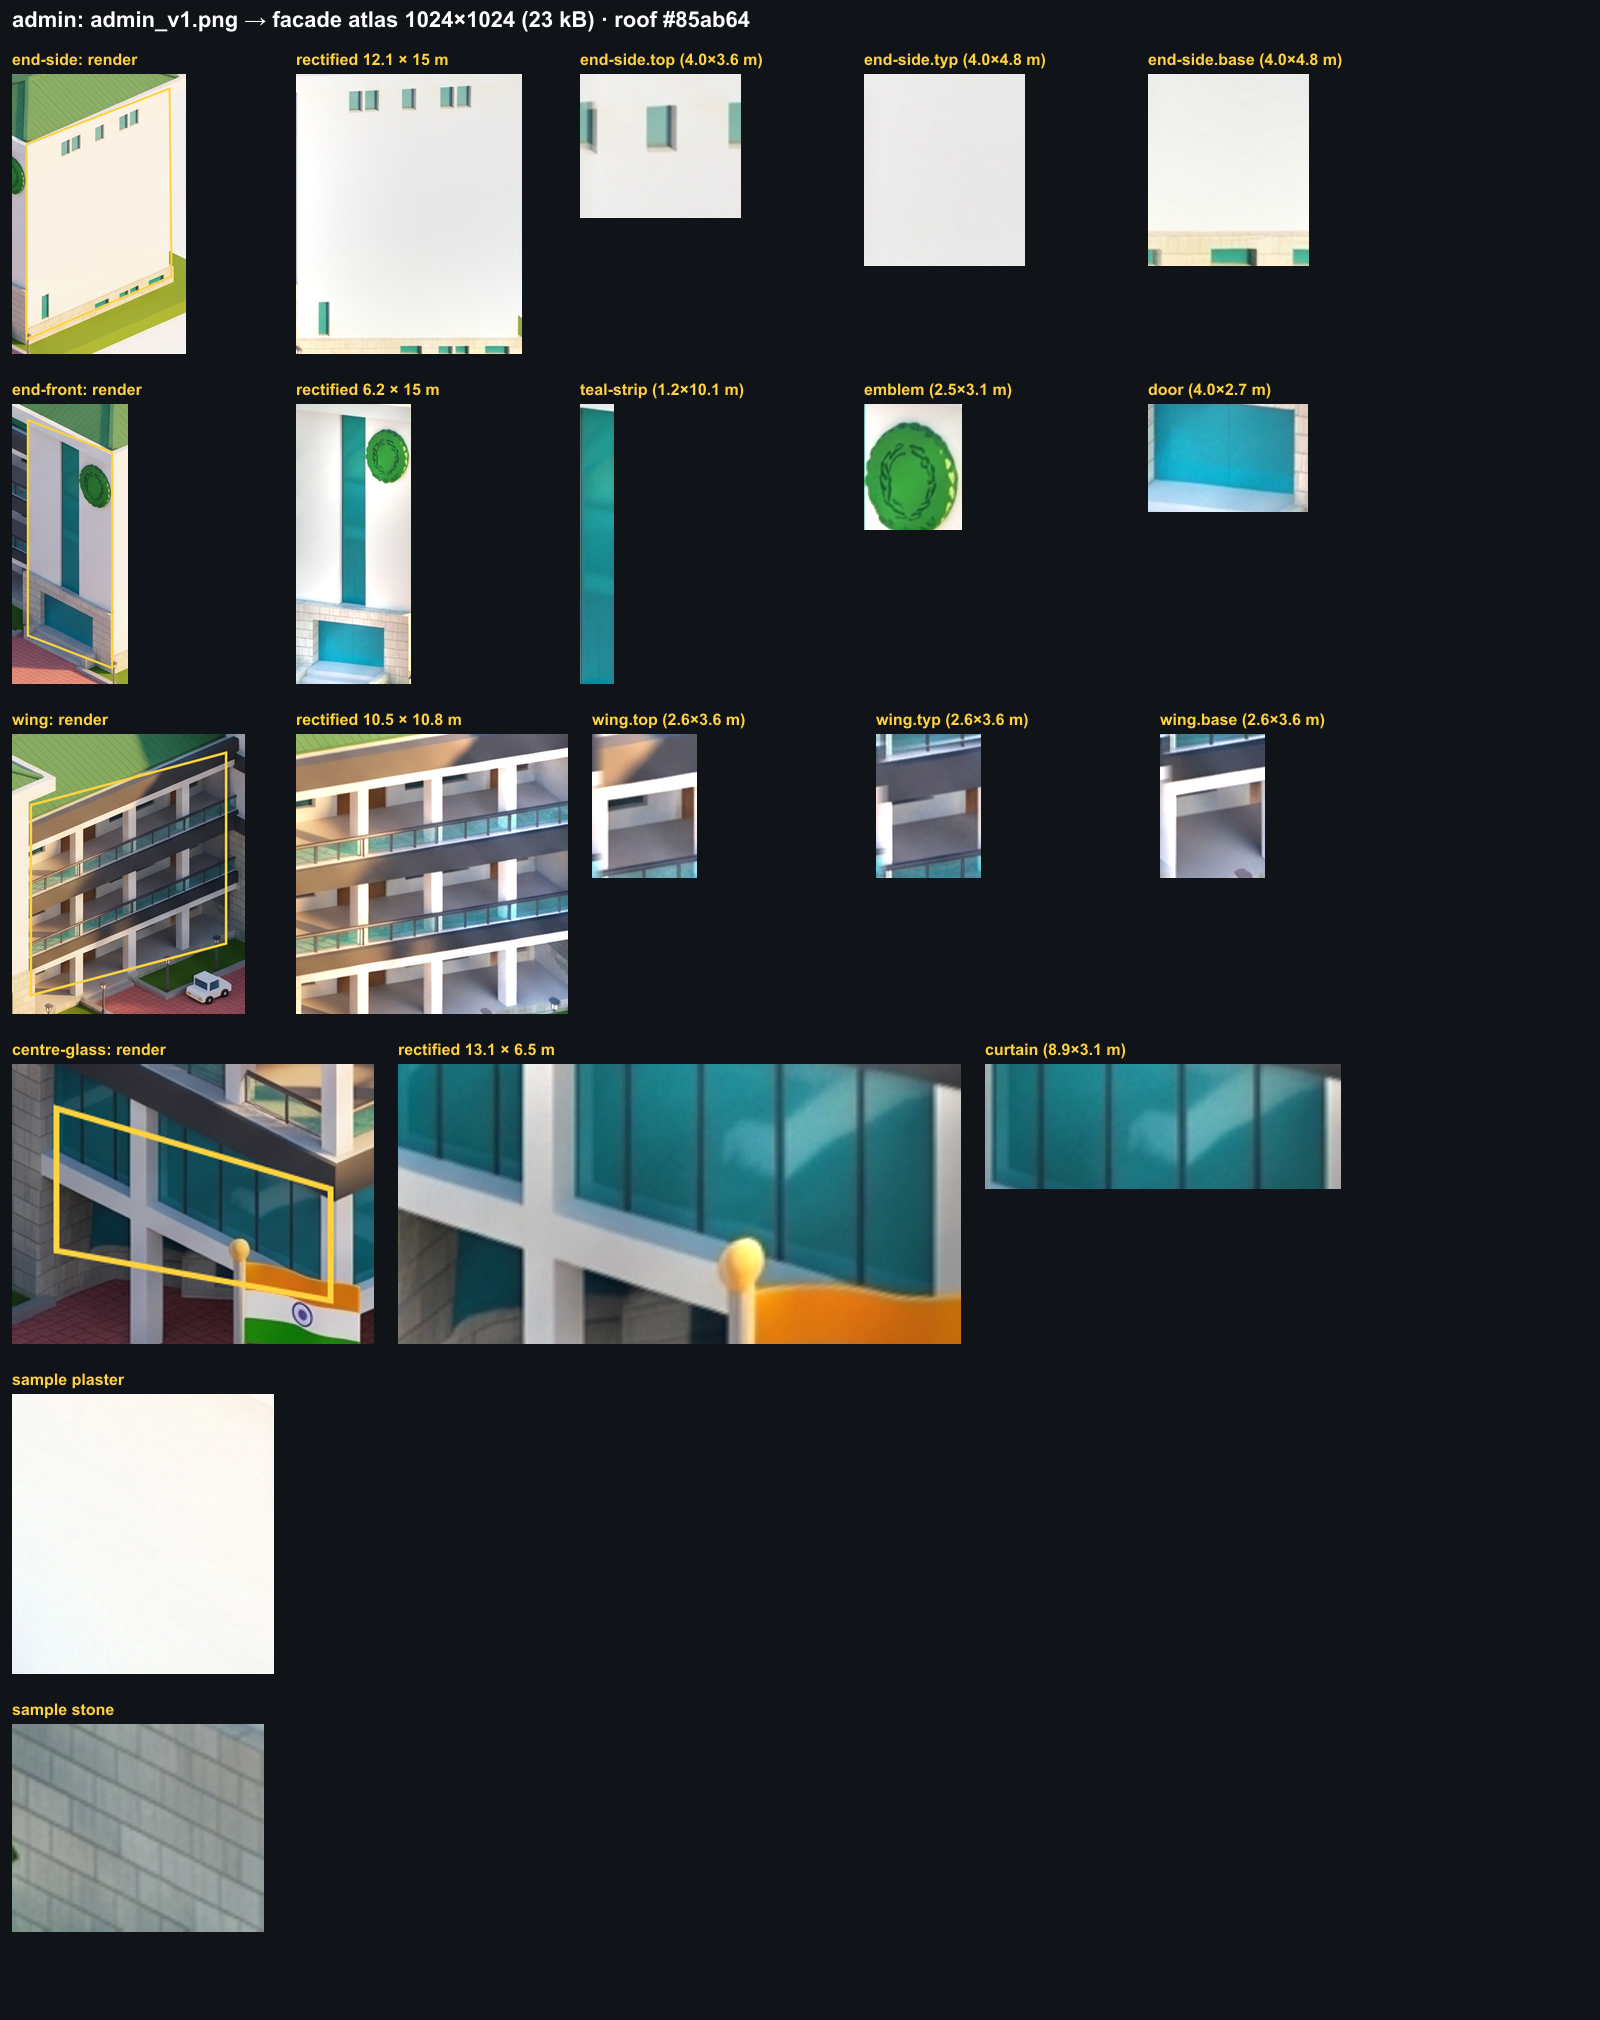 admin: admin_v1.png → facade atlas 1024×1024 (23 kB) · roof #85ab64
end-side: render
rectified 12.1 × 15 m
end-side.top (4.0×3.6 m)
end-side.typ (4.0×4.8 m)
end-side.base (4.0×4.8 m)
end-front: render
rectified 6.2 × 15 m
teal-strip (1.2×10.1 m)
emblem (2.5×3.1 m)
door (4.0×2.7 m)
wing: render
rectified 10.5 × 10.8 m
wing.top (2.6×3.6 m)
wing.typ (2.6×3.6 m)
wing.base (2.6×3.6 m)
centre-glass: render
rectified 13.1 × 6.5 m
curtain (8.9×3.1 m)
sample plaster
sample stone